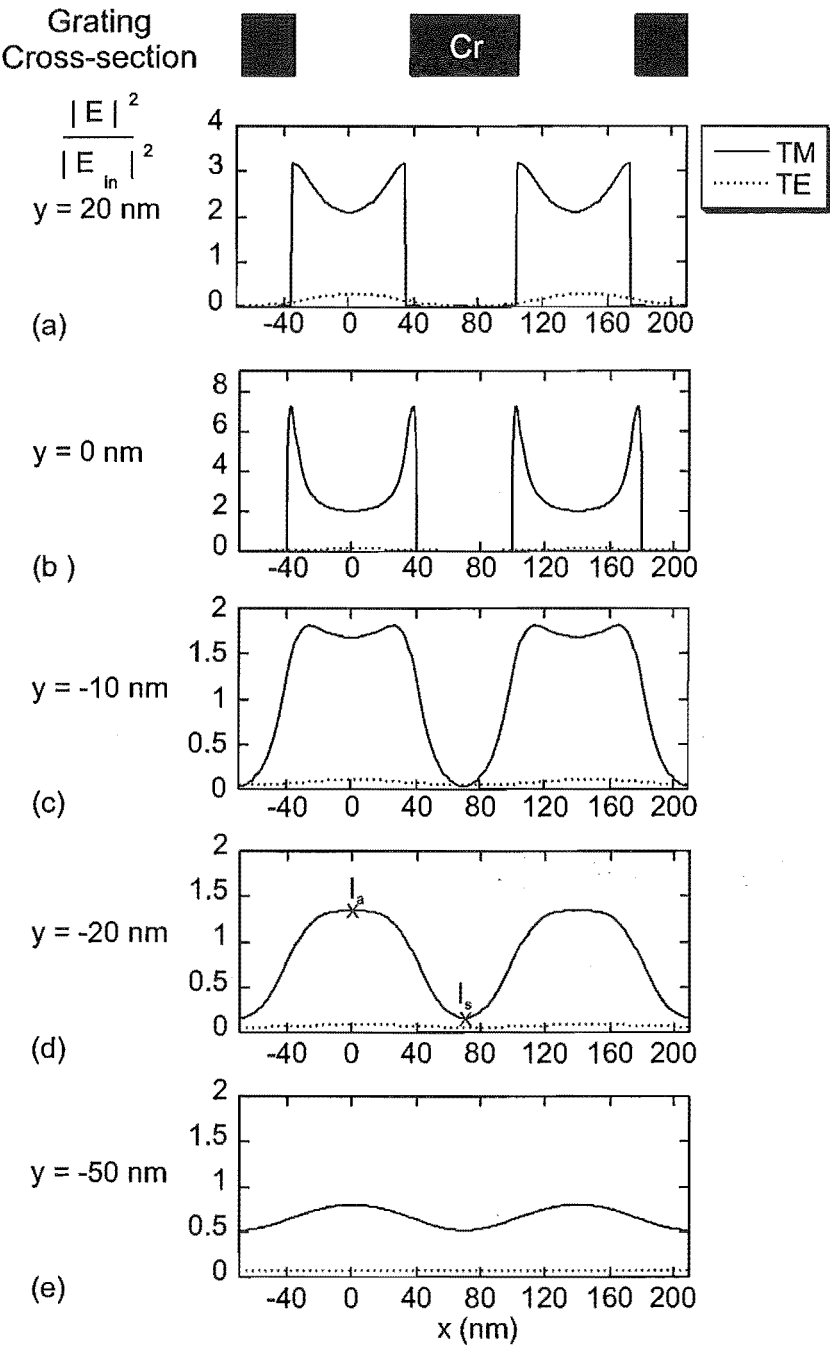 Grating
Cross-section
Cr
| E | 2
| E in | 2
TM
TE
y = 20 nm
4
3
2
1
0
-40 0 40 80 120 160 200
(a)
y = 0 nm
8
6
4
2
0
-40 0 40 80 120 160 200
(b )
y = -10 nm
2
1.5
1
0.5
0
-40 0 40 80 120 160 200
(c)
y = -20 nm
2
1.5
1
0.5
0
Ia
Is
-40 0 40 80 120 160 200
(d)
y = -50 nm
2
1.5
1
0.5
0
-40 0 40 80 120 160 200
(e)
x (nm)